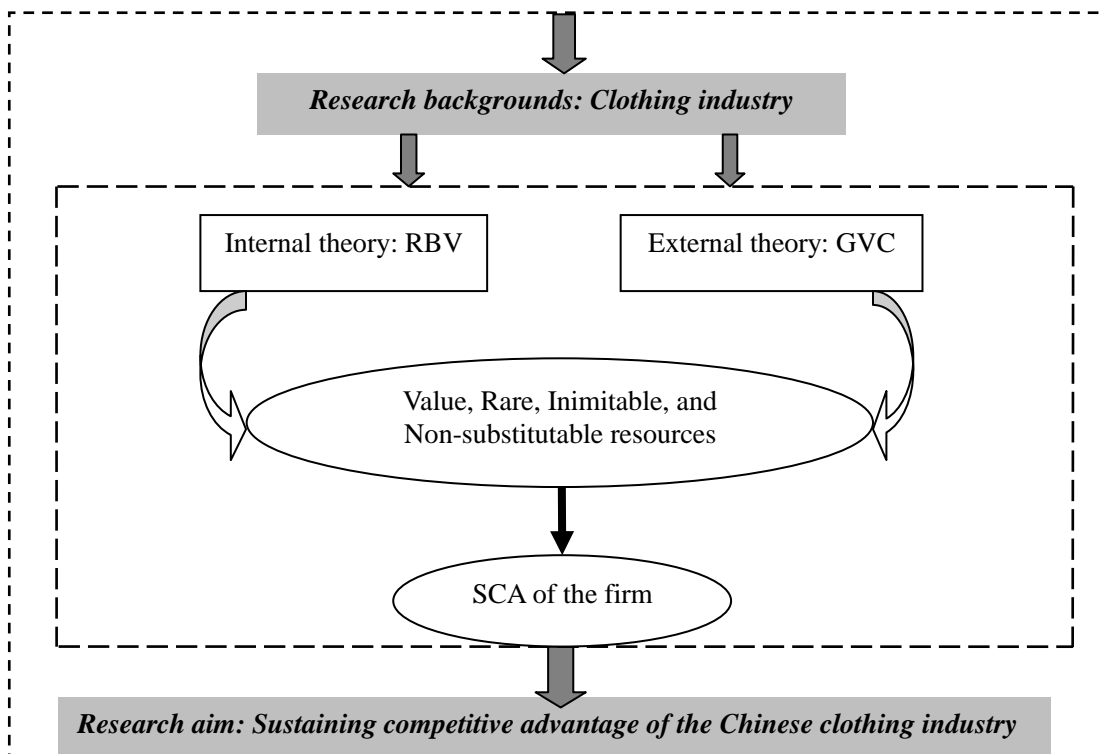 Research backgrounds: Clothing industry
Internal theory: RBV
External theory: GVC
Value, Rare, Inimitable, and
Non-substitutable resources
SCA of the firm
Research aim: Sustaining competitive advantage of the Chinese clothing industry